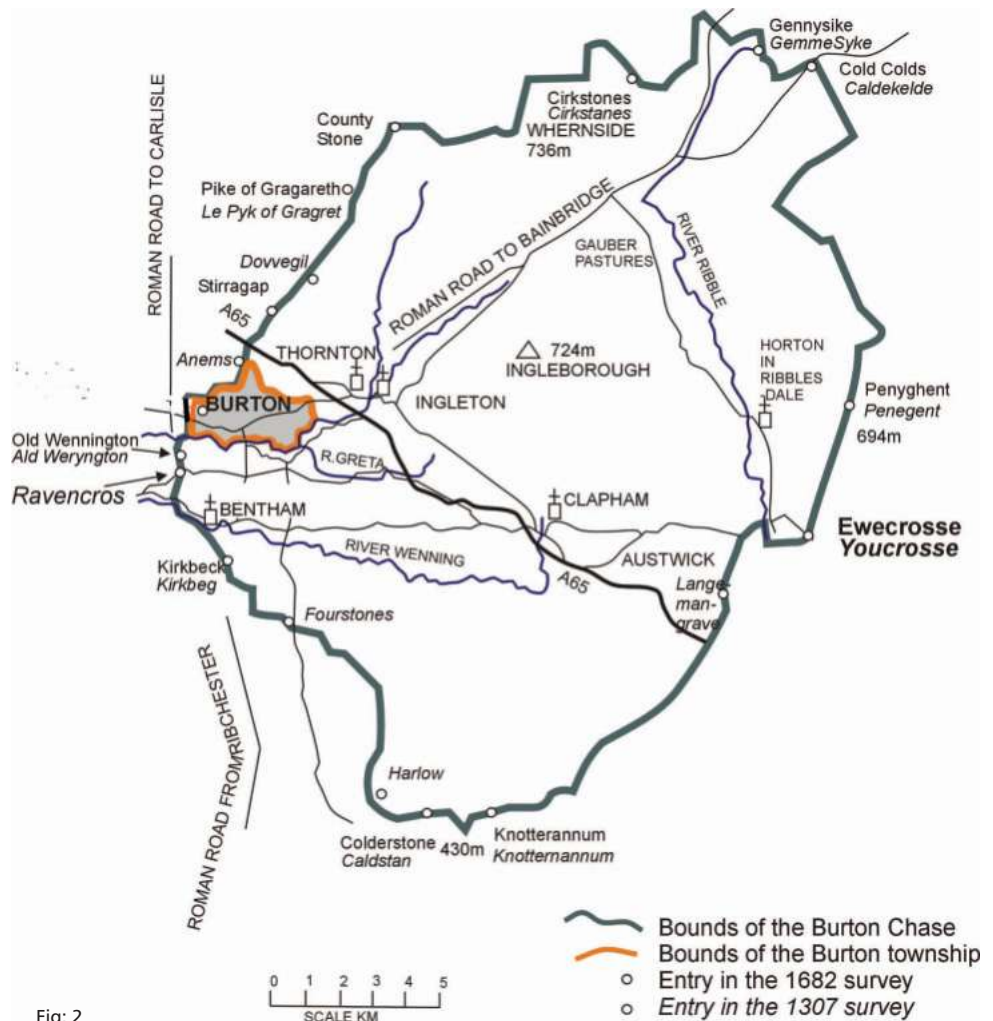 Gennysike
GemmeSyke
Cold Colds
Caldekelde
Cirkstones
Cirkstanes
WHERNSIDE
736m
County
Stone
ROMAN ROAD TO CARLISLE
Pike of Gragareth
Le Pyk of Gragret
ROMAN ROAD TO BAINBRIDGE
GAUBER
PASTURES
RIVER RIBBLE
Dovvegil
Stirragap
A65
Anems
THORNTON
724m
INGLEBOROUGH
HORTON
IN
RIBBLES
DALE
BURTON
INGLETON
Penyghent
Penegent
694m
Old Wennington
Ald Weryngton
R.GRETA
Ravencros
BENTHAM
CLAPHAM
Ewecrosse
Youcrosse
RIVER WENNING
AUSTWICK
A65
Kirkbeck
Kirkbeg
Lange-
man-
grave
Fourstones
ROMAN ROAD FROMRIBCHESTER
Harlow
Colderstone
Caldstan
430m
Knotterannum
Knotternannum
Bounds of the Burton Chase
Bounds of the Burton township
Entry in the 1682 survey
Entry in the 1307 survey
0 1 2 3 4 5
SCALE KM
Fig: 2